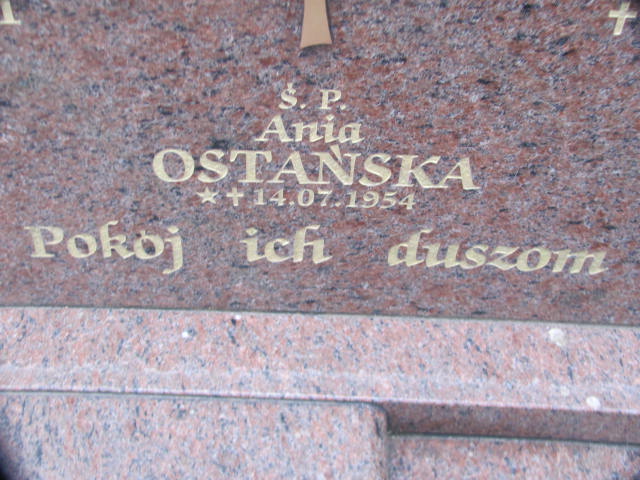 Ś. P.
Ania
OSTAŃSKA
★✝14.07.1954
Pokój ich duszom